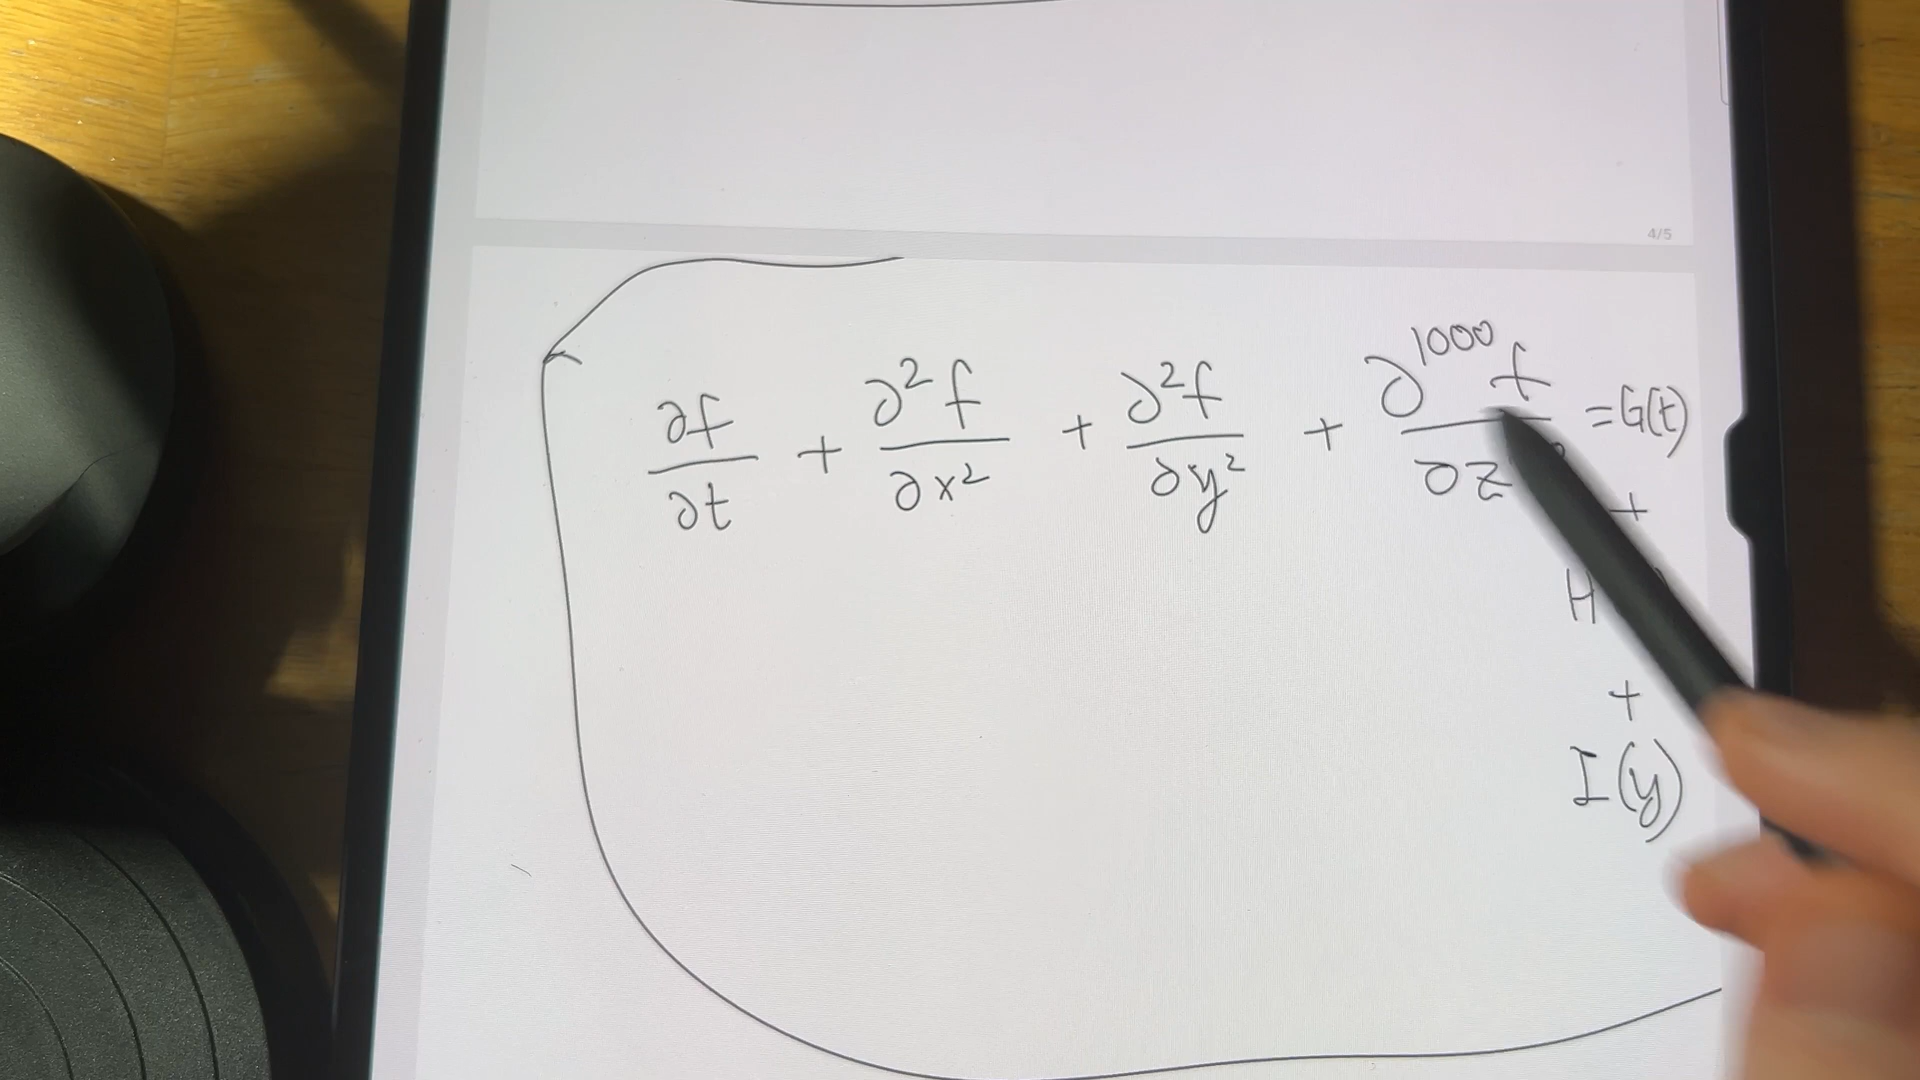 4/5
∂f/∂t + ∂²f/∂x² + ∂²f/∂y² + ∂¹⁰⁰⁰f/∂z = G(t)
+
H
+
I(y)